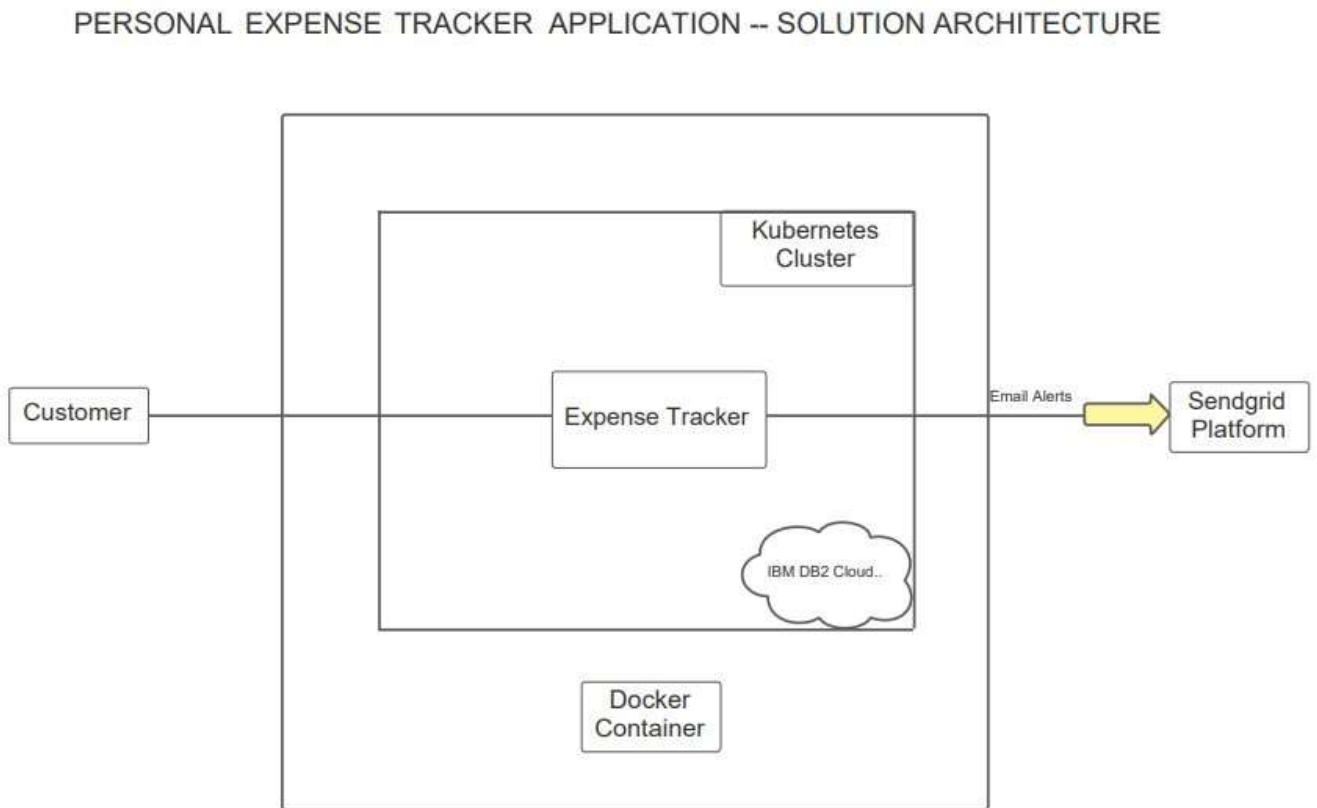 PERSONAL EXPENSE TRACKER APPLICATION -- SOLUTION ARCHITECTURE
Kubernetes
Cluster
Customer
Expense Tracker
Email Alerts
Sendgrid
Platform
IBM DB2 Cloud..
Docker
Container